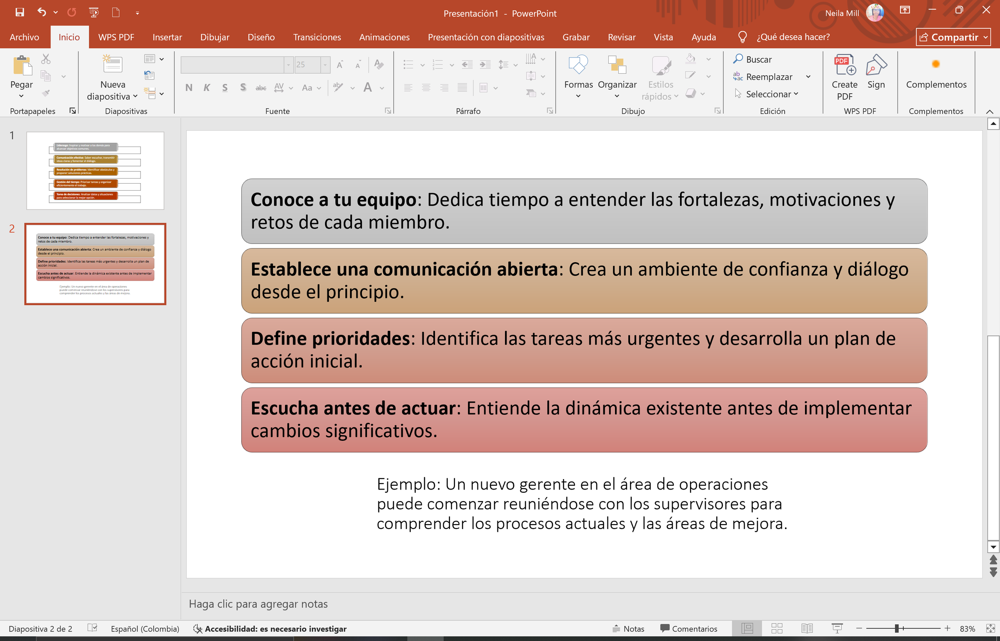 Presentación1 - PowerPoint
Neila Mill
Archivo
Inicio
WPS PDF
Insertar
Dibujar
Diseño
Transiciones
Animaciones
Presentación con diapositivas
Grabar
Revisar
Vista
Ayuda
¿Qué desea hacer?
Compartir
Pegar
Portapapeles
Nueva
diapositiva
Diapositivas
25
N K S S abc AV Aa
A
Fuente
Párrafo
Formas
Organizar
Estilos
rápidos
Dibujo
Buscar
Reemplazar
Seleccionar
Edición
PDF
Create
PDF
Sign
WPS PDF
Complementos
Complementos
1
Liderazgo: Inspirar y motivar a los demás para
alcanzar objetivos comunes.
Comunicación efectiva: Saber escuchar, transmitir
ideas claras y fomentar el diálogo.
Resolución de problemas: Identificar obstáculos y
proponer soluciones prácticas.
Gestión del tiempo: Priorizar tareas y organizar
eficientemente el trabajo.
Toma de decisiones: Analizar datos y situaciones
para seleccionar la mejor opción.
2
Conoce a tu equipo: Dedica tiempo a entender las fortalezas, motivaciones y
retos de cada miembro.
Establece una comunicación abierta: Crea un ambiente de confianza y diálogo
desde el principio.
Define prioridades: Identifica las tareas más urgentes y desarrolla un plan de
acción inicial.
Escucha antes de actuar: Entiende la dinámica existente antes de implementar
cambios significativos.
Ejemplo: Un nuevo gerente en el área de operaciones
puede comenzar reuniéndose con los supervisores para
comprender los procesos actuales y las áreas de mejora.
Conoce a tu equipo: Dedica tiempo a entender las fortalezas, motivaciones y
retos de cada miembro.
Establece una comunicación abierta: Crea un ambiente de confianza y diálogo
desde el principio.
Define prioridades: Identifica las tareas más urgentes y desarrolla un plan de
acción inicial.
Escucha antes de actuar: Entiende la dinámica existente antes de implementar
cambios significativos.
Ejemplo: Un nuevo gerente en el área de operaciones
puede comenzar reuniéndose con los supervisores para
comprender los procesos actuales y las áreas de mejora.
Haga clic para agregar notas
Diapositiva 2 de 2
Español (Colombia)
Accesibilidad: es necesario investigar
Notas
Comentarios
83%